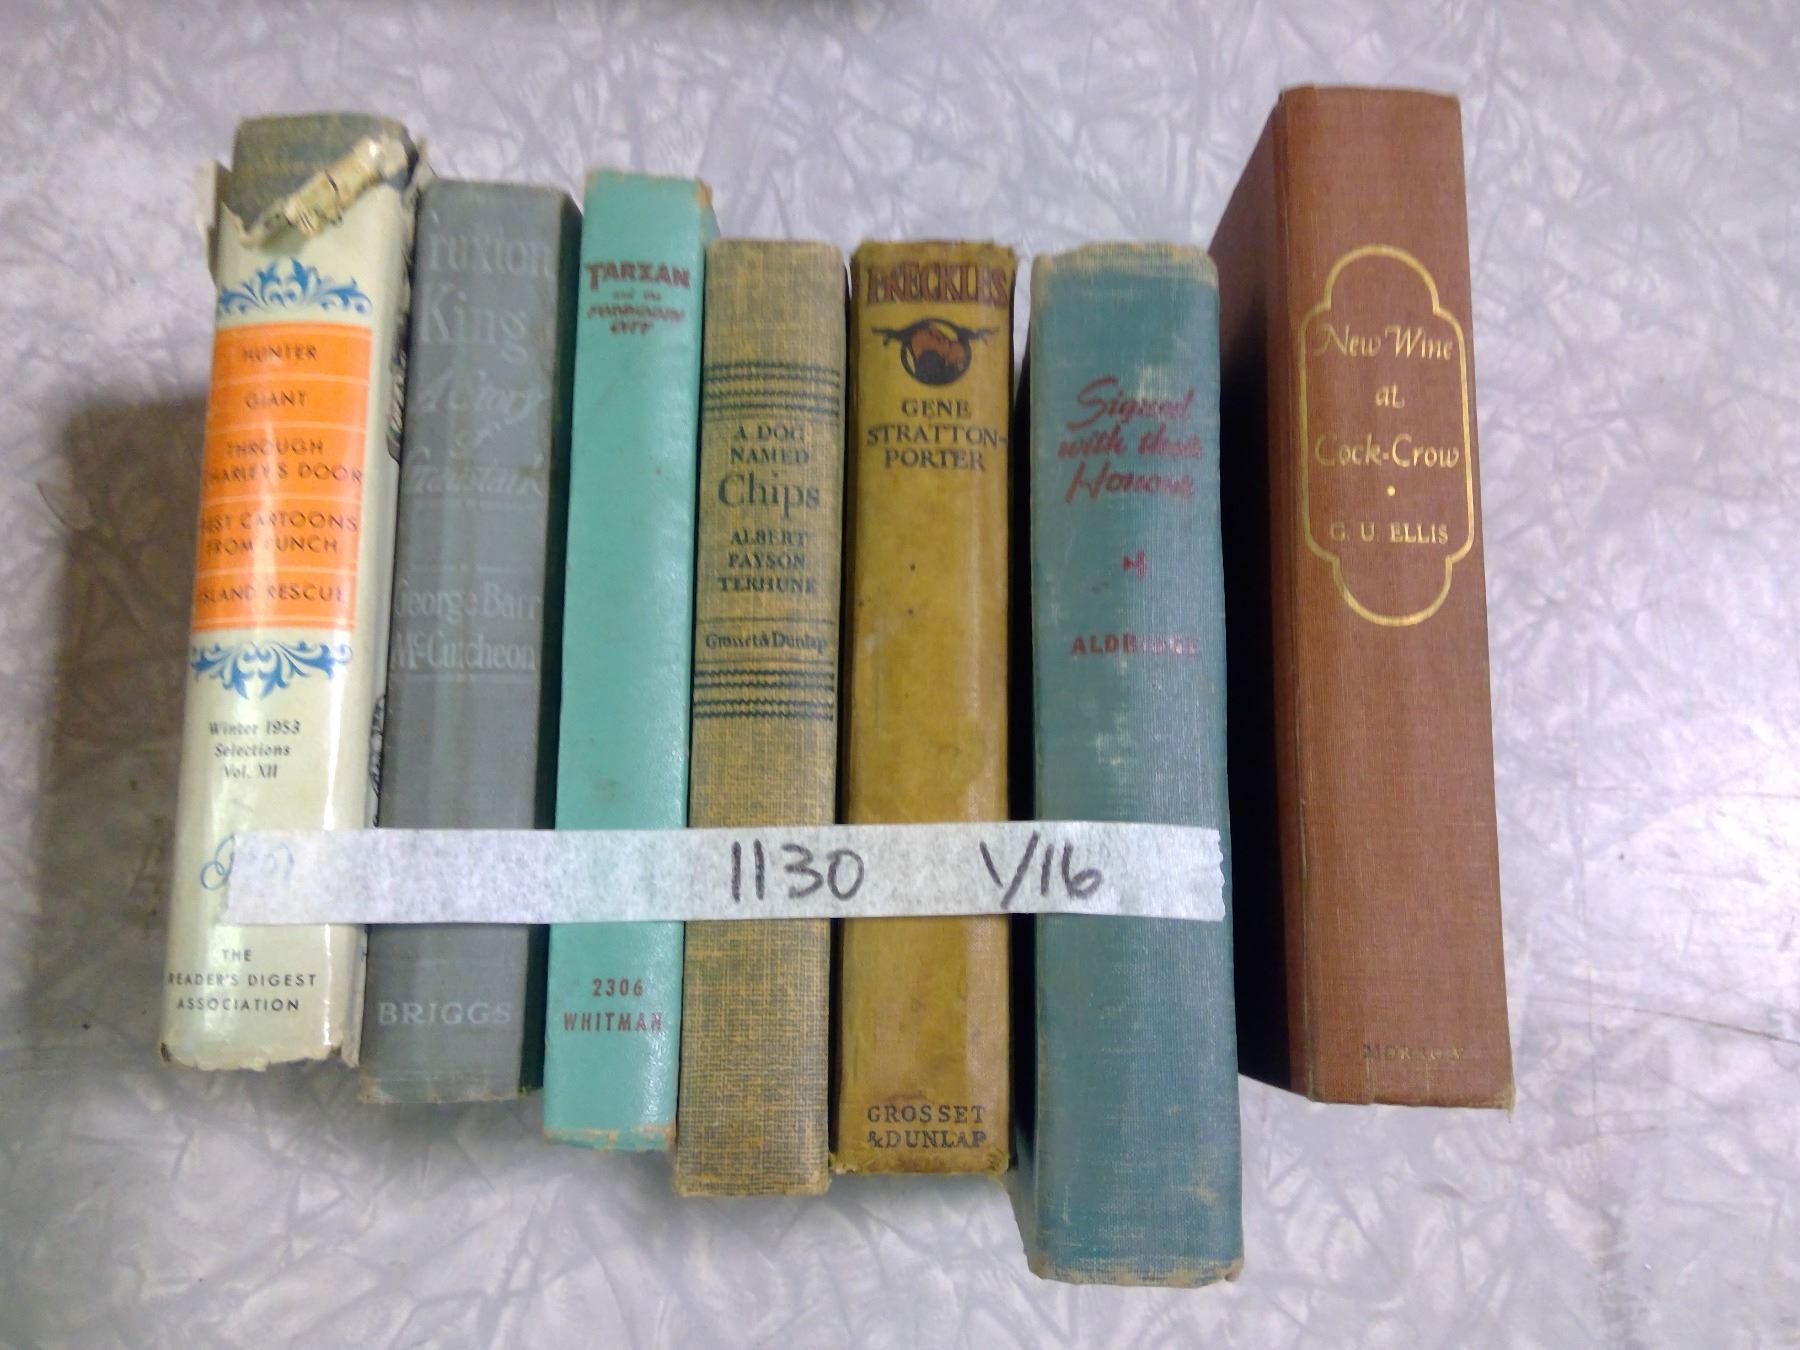 HUNTER
GIANT
THROUGH
CHARLEY'S DOOR
BEST CARTOONS
FROM PUNCH
ISLAND RESCUE
Winter 1953
Selections
Vol. XII
THE
READER'S DIGEST
ASSOCIATION
Truxton
King
A Story
of
Graustark
George Barr
McCutcheon
BRIGGS
TARZAN
and the
FORBIDDEN
CITY
2306
WHITMAN
A DOG
NAMED
Chips
ALBERT
PAYSON
TERHUNE
Grosset & Dunlap
FRECKLES
GENE
STRATTON-
PORTER
GROSSET
& DUNLAP
Signed
with their
Honour
ALDRIDGE
New Wine
at
Cock-Crow
G. U. ELLIS
MORROW
1130 1/16